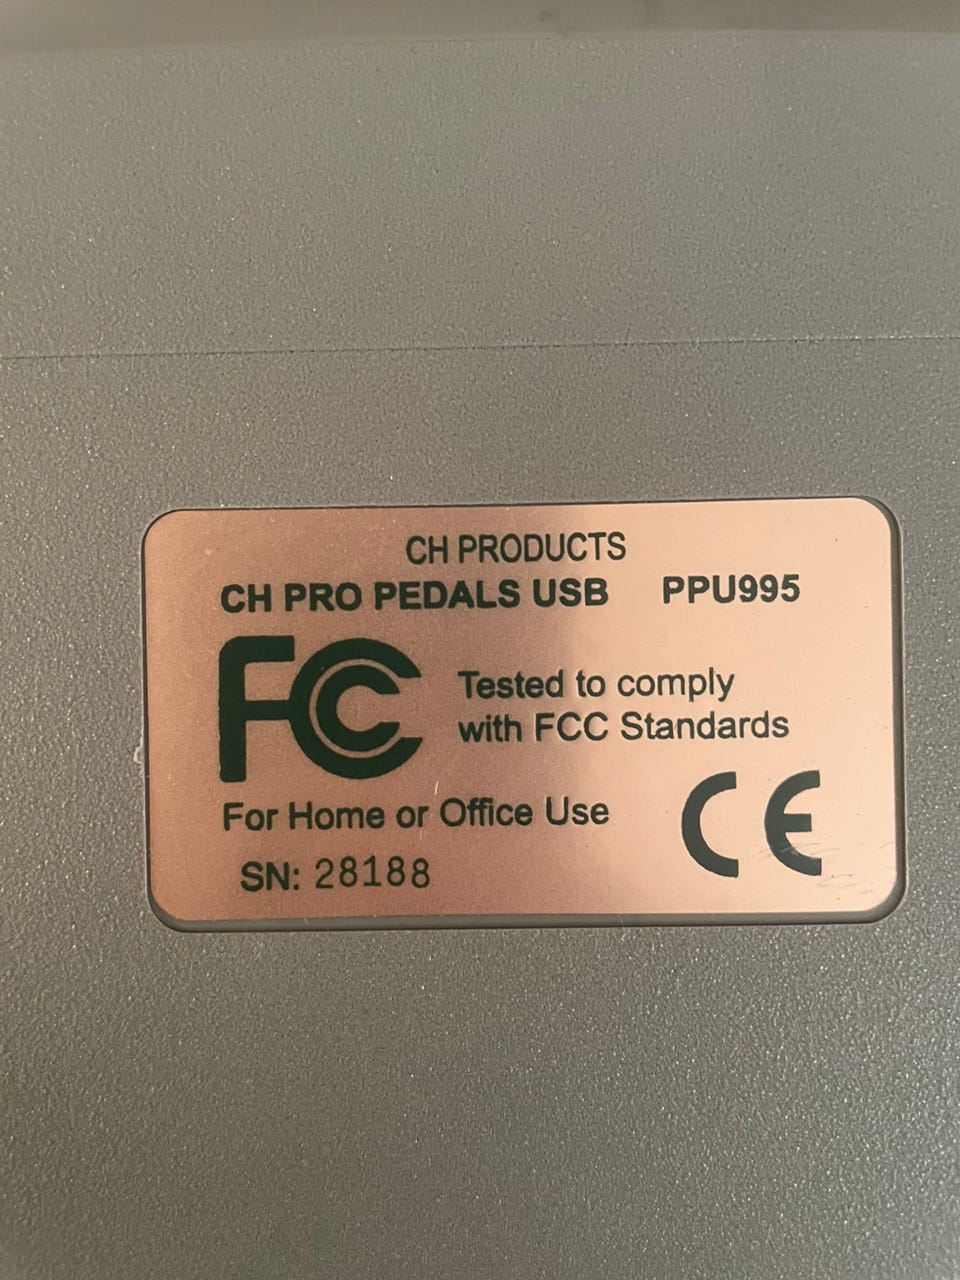 CH PRODUCTS
CH PRO PEDALS USB PPU995
FC Tested to comply
with FCC Standards
For Home or Office Use
CE
SN: 28188